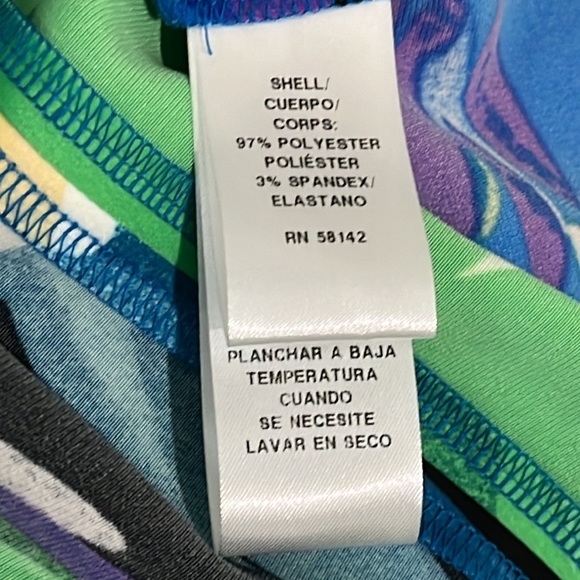 SHELL/
CUERPO/
CORPS:
97% POLYESTER
POLIÉSTER
3% SPANDEX/
ELASTANO
RN 58142
PLANCHAR A BAJA
TEMPERATURA
CUANDO
SE NECESITE
LAVAR EN SECO